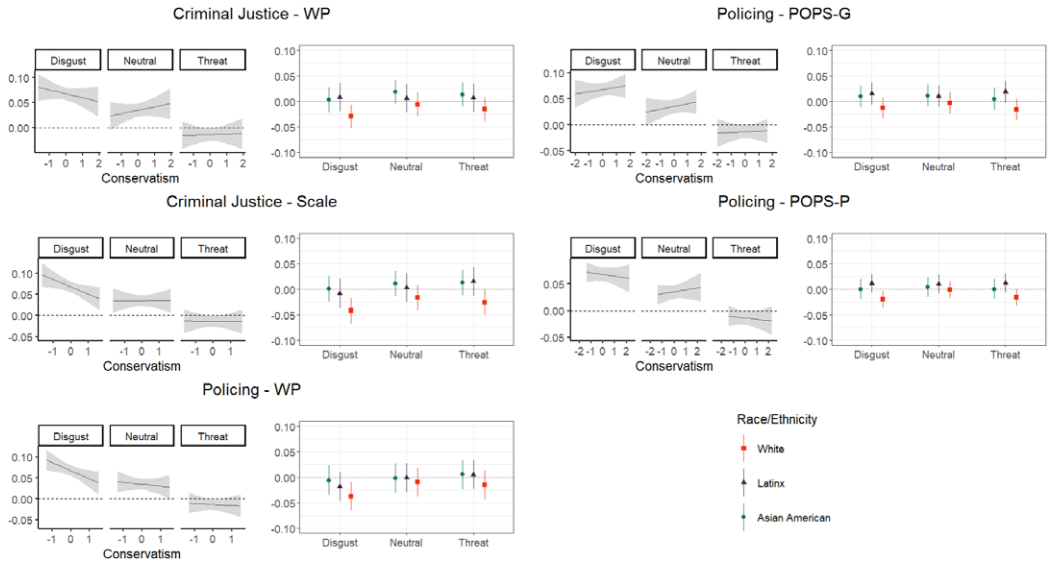 Criminal Justice - WP
Disgust Neutral Threat
0.10
0.05
0.00
-2 -1 0 1 2 -2 -1 0 1 2 -2 -1 0 1 2
Conservatism
0.10
0.05
0.00
-0.05
-0.10
Disgust Neutral Threat
Policing - POPS-G
Disgust Neutral Threat
0.10
0.05
0.00
-0.05
-2 -1 0 1 2 -2 -1 0 1 2 -2 -1 0 1 2
Conservatism
0.10
0.05
0.00
-0.05
-0.10
Disgust Neutral Threat
Criminal Justice - Scale
Disgust Neutral Threat
0.10
0.05
0.00
-0.05
-1 0 1 -1 0 1 -1 0 1
Conservatism
0.10
0.05
0.00
-0.05
-0.10
Disgust Neutral Threat
Policing - POPS-P
Disgust Neutral Threat
0.05
0.00
-0.05
-2 -1 0 1 2 -2 -1 0 1 2 -2 -1 0 1 2
Conservatism
0.10
0.05
0.00
-0.05
-0.10
Disgust Neutral Threat
Policing - WP
Disgust Neutral Threat
0.10
0.05
0.00
-0.05
-1 0 1 -1 0 1 -1 0 1
Conservatism
0.10
0.05
0.00
-0.05
-0.10
Disgust Neutral Threat
Race/Ethnicity
White
Latinx
Asian American